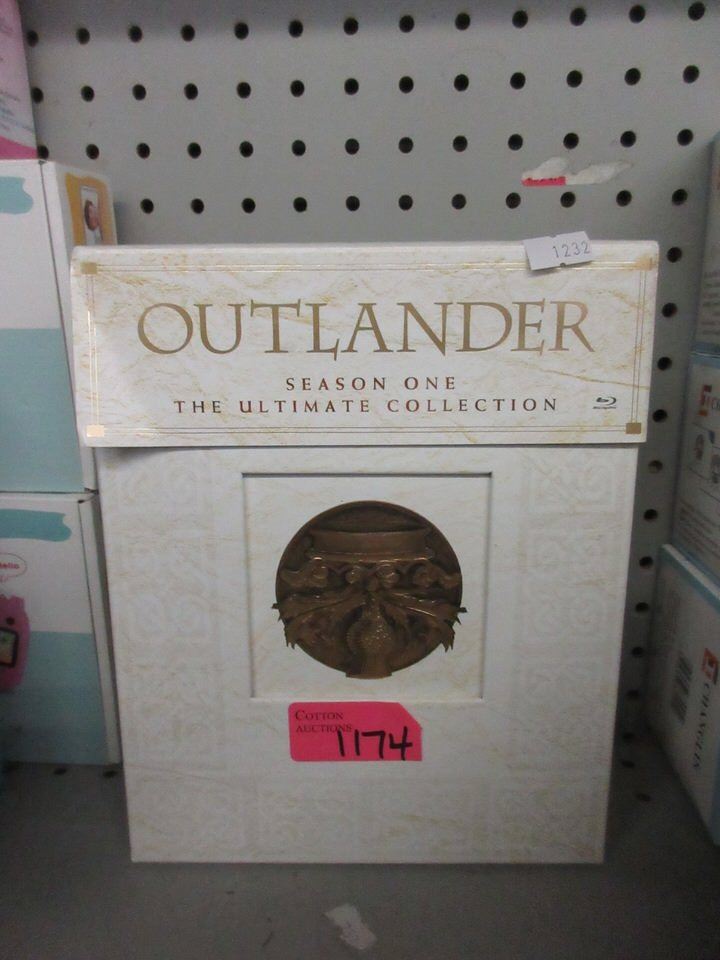 1232
OUTLANDER
SEASON ONE
THE ULTIMATE COLLECTION
COTTON
AUCTIONS
1174